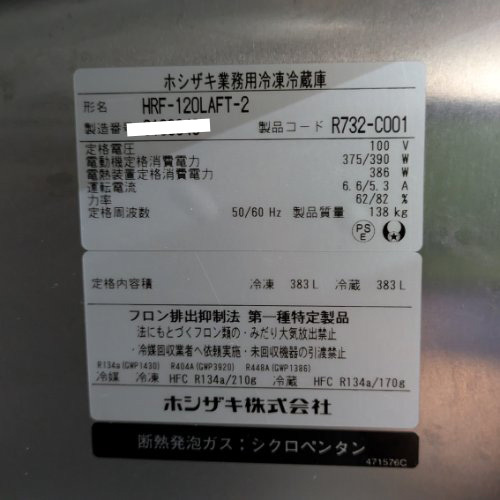 ホシザキ業務用冷凍冷蔵庫
形名 HRF-120LAFT-2
製造番号
製品コード R732-C001
定格電圧 100 V
電動機定格消費電力 375/390 W
電熱装置定格消費電力 386 W
運転電流 6.6/5.3 A
力率 62/82 %
定格周波数 50/60 Hz 製品質量 138 kg
PS
E
定格内容積 冷凍 383 L 冷蔵 383 L
フロン排出抑制法 第一種特定製品
法にもとづくフロン類の・みだり大気放出禁止
・冷媒回収業者へ依頼実施・未回収機器の引渡禁止
R134a(GWP1430) R404A(GWP3920) R448A(GWP1386)
冷媒 冷凍 HFC R134a/210g 冷蔵 HFC R134a/170g
ホシザキ株式会社
断熱発泡ガス：シクロペンタン
471576C